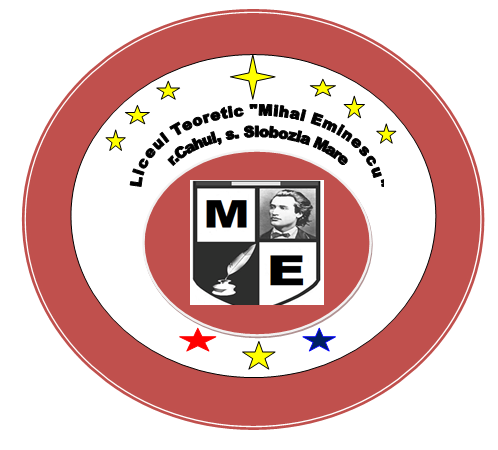 Liceul Teoretic "Mihai Eminescu"
r.Cahul, s. Slobozia Mare
M
E